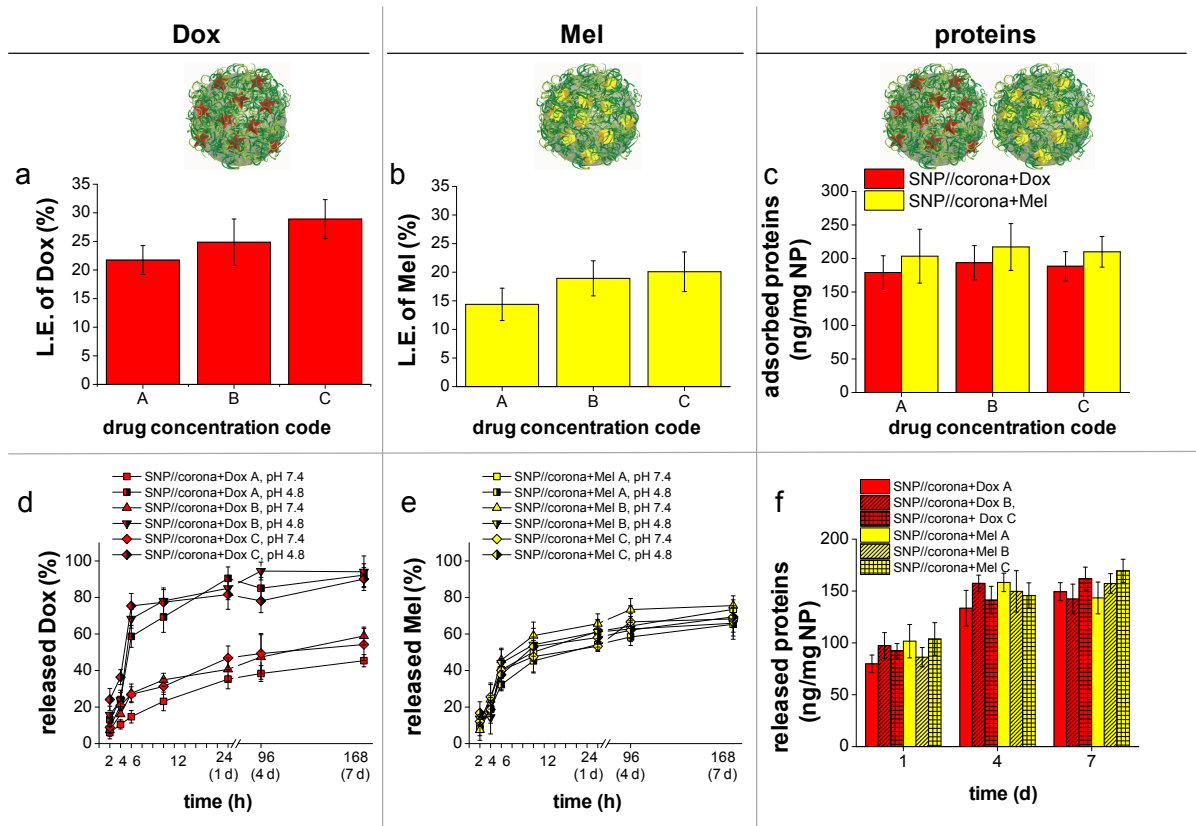 Dox
Mel
proteins
a
L.E. of Dox (%)
35
30
25
20
15
10
5
0
A B C
drug concentration code
b
L.E. of Mel (%)
35
30
25
20
15
10
5
0
A B C
drug concentration code
c
SNP//corona+Dox
SNP//corona+Mel
adsorbed proteins
(ng/mg NP)
300
250
200
150
100
50
0
A B C
drug concentration code
d
SNP//corona+Dox A, pH 7.4
SNP//corona+Dox A, pH 4.8
SNP//corona+Dox B, pH 7.4
SNP//corona+Dox B, pH 4.8
SNP//corona+Dox C, pH 7.4
SNP//corona+Dox C, pH 4.8
released Dox (%)
100
80
60
40
20
0
2 4 6 12 24 96 168
(1 d) (4 d) (7 d)
time (h)
e
SNP//corona+Mel A, pH 7.4
SNP//corona+Mel A, pH 4.8
SNP//corona+Mel B, pH 7.4
SNP//corona+Mel B, pH 4.8
SNP//corona+Mel C, pH 7.4
SNP//corona+Mel C, pH 4.8
released Mel (%)
100
80
60
40
20
0
2 4 6 12 24 96 168
(1 d) (4 d) (7 d)
time (h)
f
SNP//corona+Dox A
SNP//corona+Dox B,
SNP//corona+ Dox C
SNP//corona+Mel A
SNP//corona+Mel B
SNP//corona+Mel C
released proteins
(ng/mg NP)
200
150
100
50
0
1 4 7
time (d)